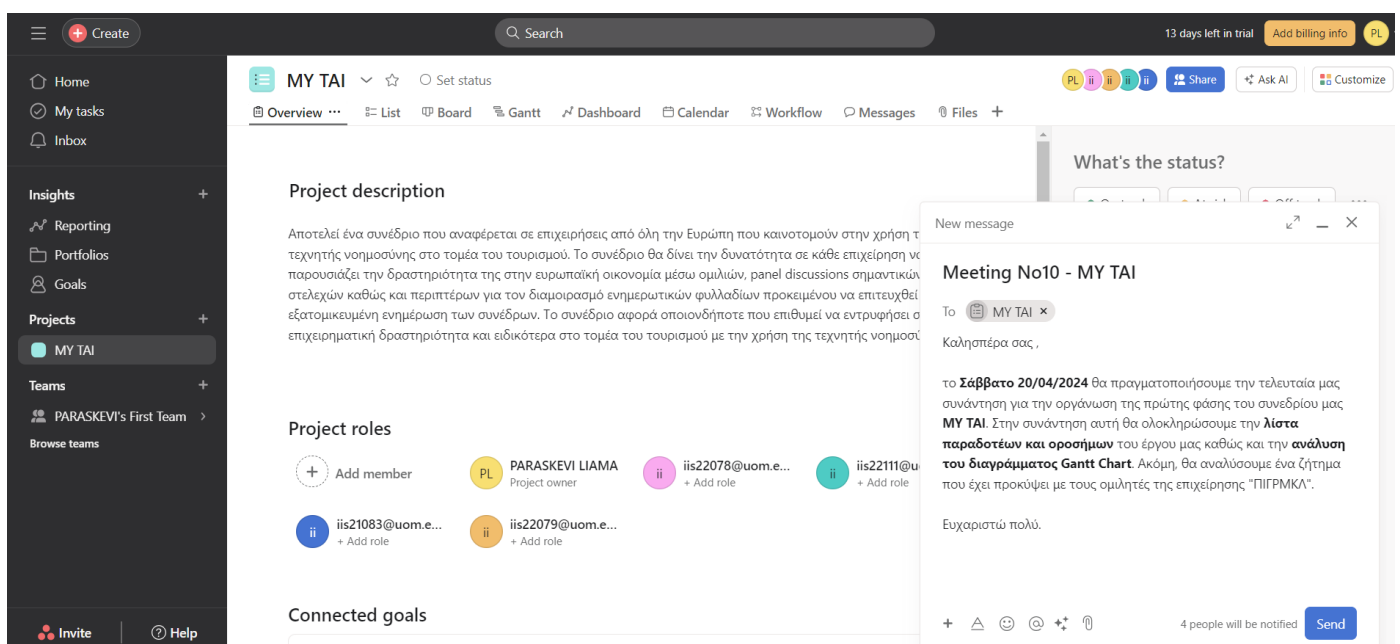 Create
Search
13 days left in trial
Add billing info
PL
Home
My tasks
Inbox
Insights
Reporting
Portfolios
Goals
Projects
MY TAI
Teams
PARASKEVI's First Team
Browse teams
Invite
Help
MY TAI
Set status
PL ii ii ii ii
Share
Ask AI
Customize
Overview
List
Board
Gantt
Dashboard
Calendar
Workflow
Messages
Files
Project description
Αποτελεί ένα συνέδριο που αναφέρεται σε επιχειρήσεις από όλη την Ευρώπη που καινοτομούν στην χρήση
τεχνητής νοημοσύνης στο τομέα του τουρισμού. Το συνέδριο θα δίνει την δυνατότητα σε κάθε επιχείρηση
παρουσιάζει την δραστηριότητα της στην ευρωπαϊκή οικονομία μέσω ομιλιών, panel discussions σημαντικών
στελεχών καθώς και περιπτέρων για τον διαμοιρασμό ενημερωτικών φυλλαδίων προκειμένου να επιτευχθεί
εξατομικευμένη ενημέρωση των συνέδρων. Το συνέδριο αφορά οποιονδήποτε που επιθυμεί να εντρυφήσει
επιχειρηματική δραστηριότητα και ειδικότερα στο τομέα του τουρισμού με την χρήση της τεχνητής
Project roles
Add member
PL
PARASKEVI LIAMA
Project owner
ii
iis22078@uom.e...
+ Add role
ii
iis22111@u
+ Add role
ii
iis21083@uom.e...
+ Add role
ii
iis22079@uom.e...
+ Add role
Connected goals
What's the status?
New message
Meeting No10 - MY TAI
To MY TAI
Καλησπέρα σας ,
το Σάββατο 20/04/2024 θα πραγματοποιήσουμε την τελευταία μας
συνάντηση για την οργάνωση της πρώτης φάσης του συνεδρίου μας
MY TAI. Στην συνάντηση αυτή θα ολοκληρώσουμε την λίστα
παραδοτέων και οροσήμων του έργου μας καθώς και την ανάλυση
του διαγράμματος Gantt Chart. Ακόμη, θα αναλύσουμε ένα ζήτημα
που έχει προκύψει με τους ομιλητές της επιχείρησης "ΠΙΓΡΜΚΛ".
Ευχαριστώ πολύ.
4 people will be notified
Send